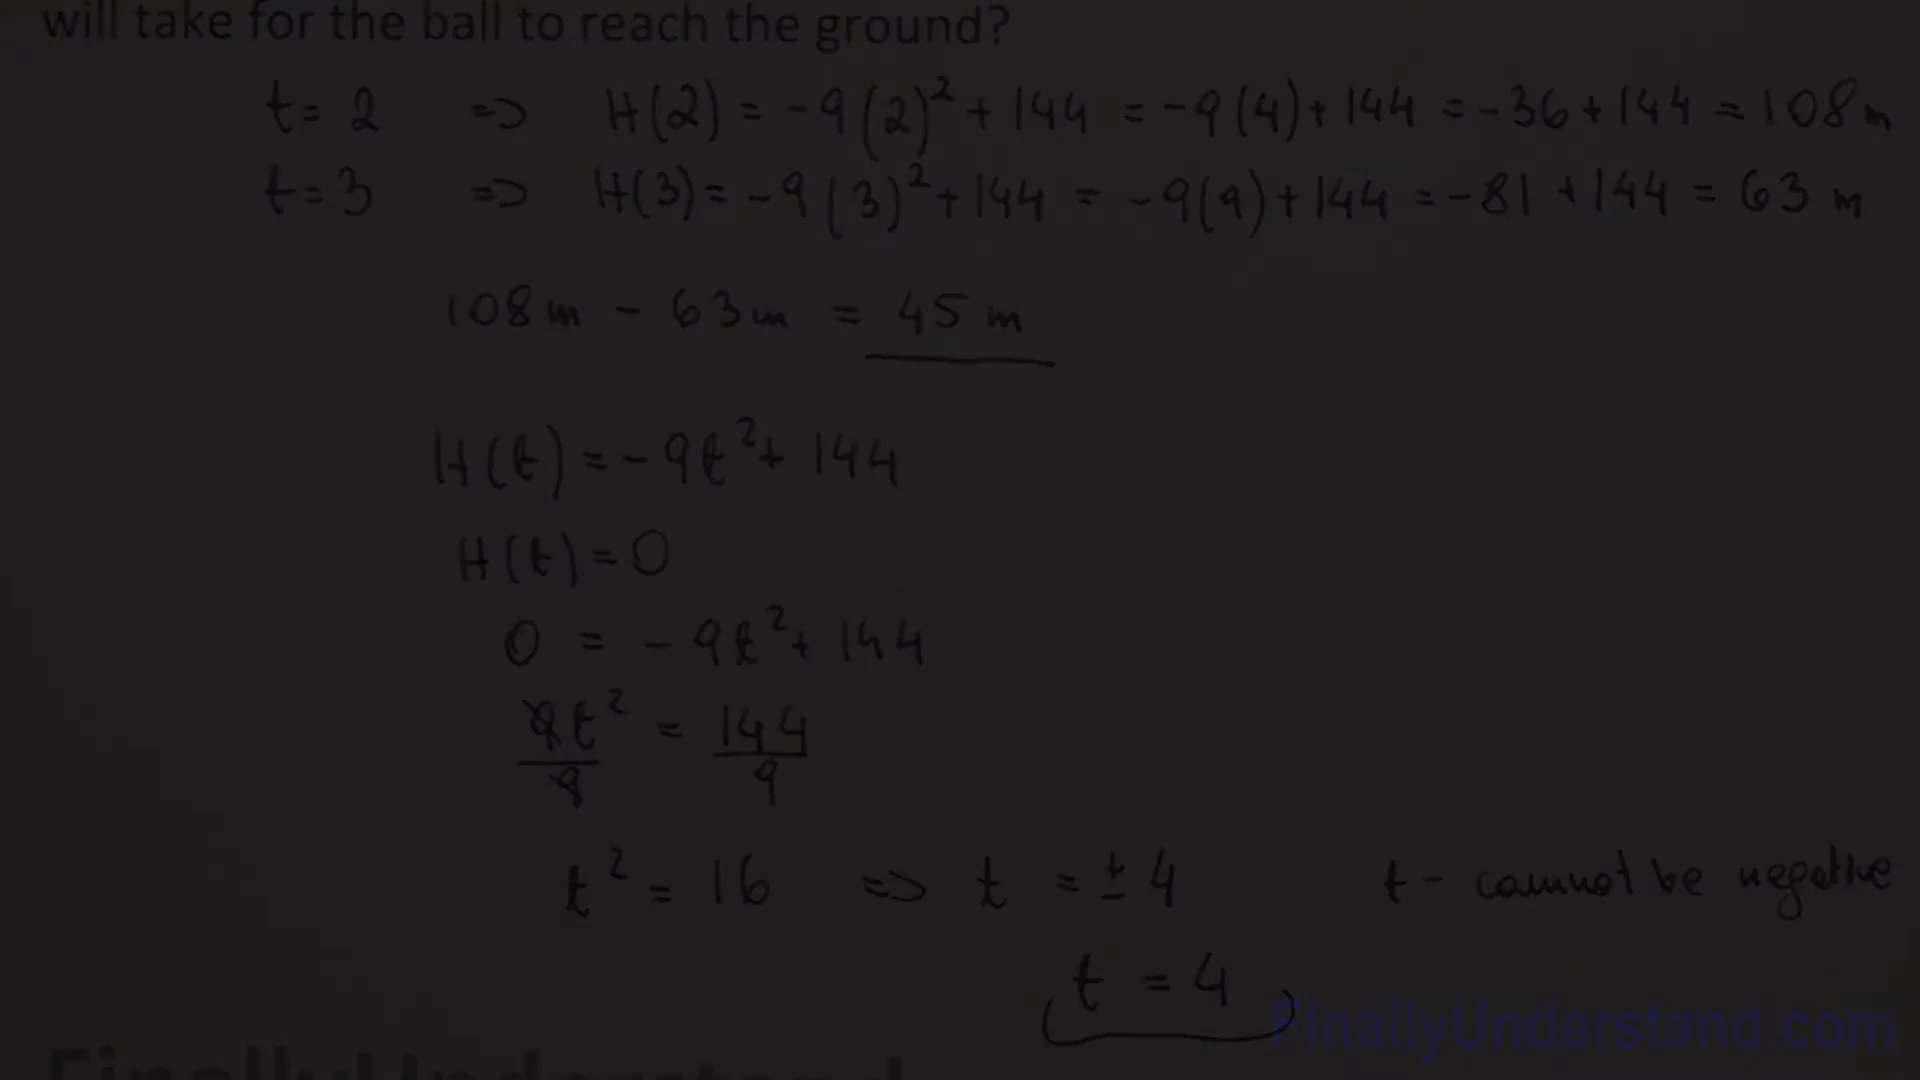 will take for the ball to reach the ground?
t = 2 => H(2) = -9(2)² + 144 = -9(4) + 144 = -36 + 144 = 108 m
t = 3 => H(3) = -9(3)² + 144 = -9(9) + 144 = -81 + 144 = 63 m
108 m - 63 m = 45 m
H(t) = -9t² + 144
H(t) = 0
0 = -9t² + 144
9t²/9 = 144/9
t² = 16 => t = ± 4 t - cannot be negative
t = 4
FinallyUnderstand.com
FinallyUnderstand